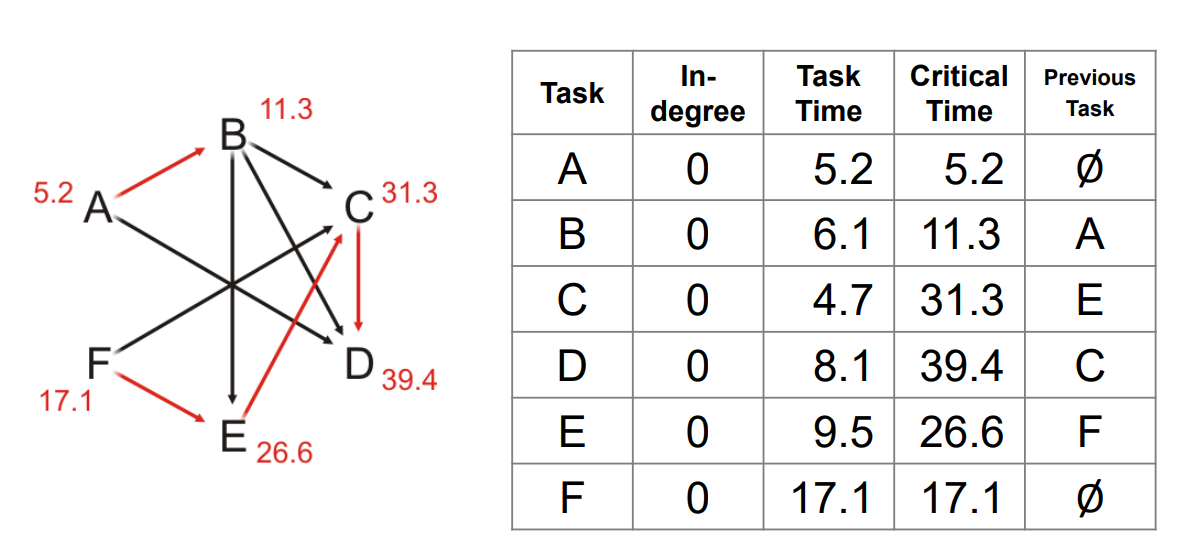 B 11.3
5.2 A
C 31.3
F
17.1
D 39.4
E 26.6
Task In-degree Task Time Critical Time Previous Task
A 0 5.2 5.2 Ø
B 0 6.1 11.3 A
C 0 4.7 31.3 E
D 0 8.1 39.4 C
E 0 9.5 26.6 F
F 0 17.1 17.1 Ø